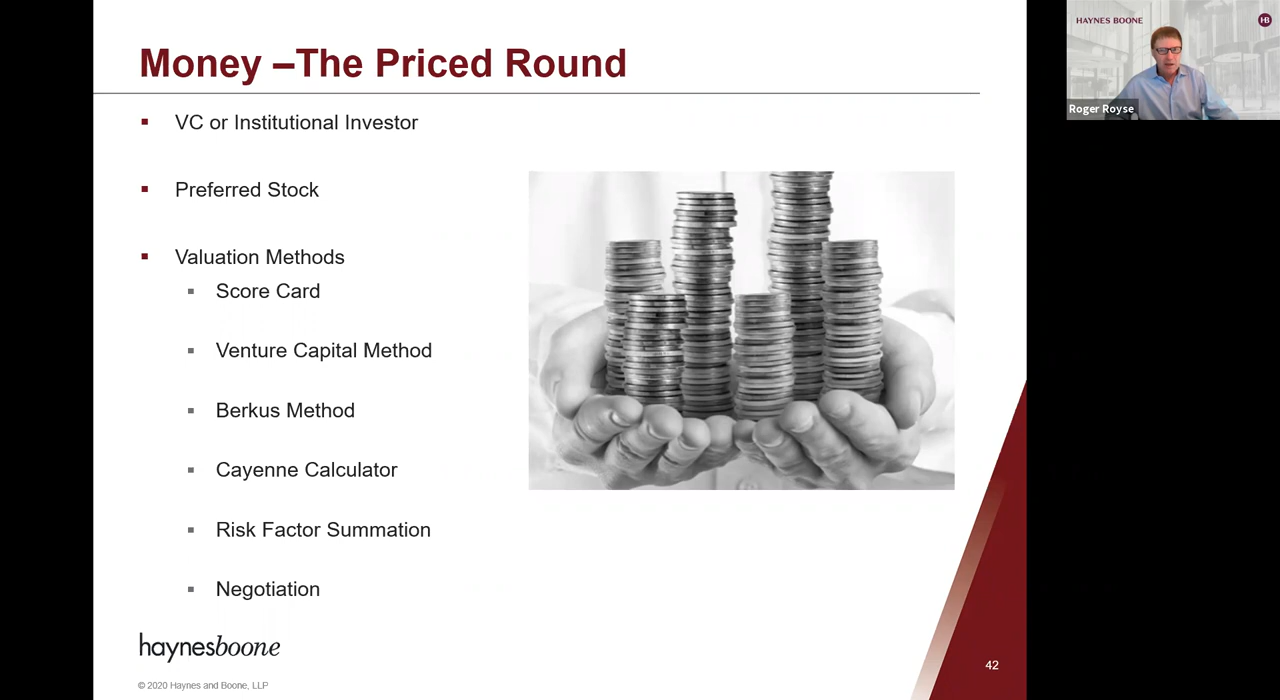 Money –The Priced Round
VC or Institutional Investor
Preferred Stock
Valuation Methods
Score Card
Venture Capital Method
Berkus Method
Cayenne Calculator
Risk Factor Summation
Negotiation
haynesboone
© 2020 Haynes and Boone, LLP
42
HAYNES BOONE
HB
Roger Royse